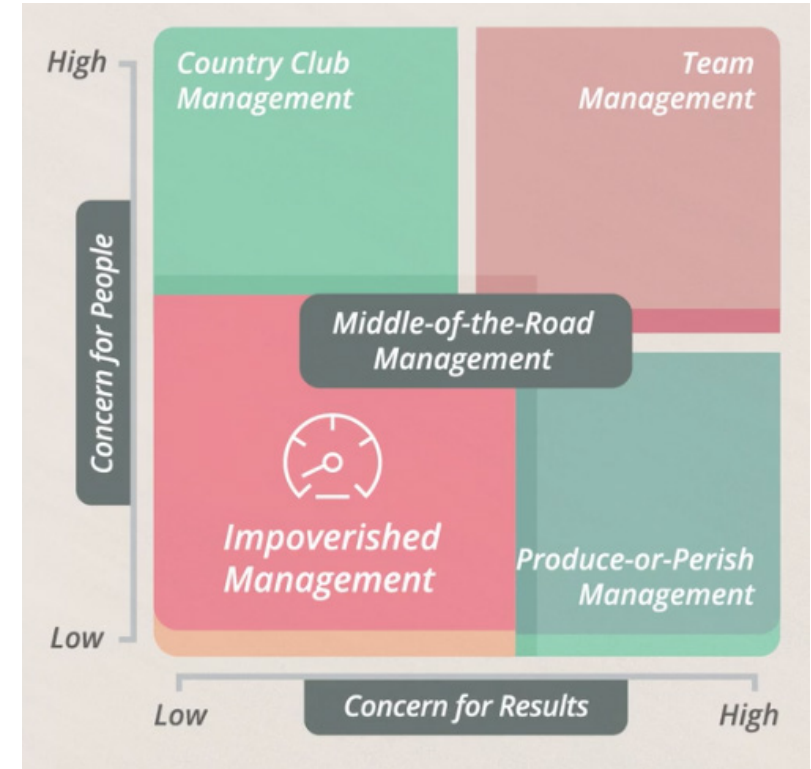 High
Country Club
Management
Team
Management
Concern for People
Middle-of-the-Road
Management
Impoverished
Management
Produce-or-Perish
Management
Low
Low
Concern for Results
High